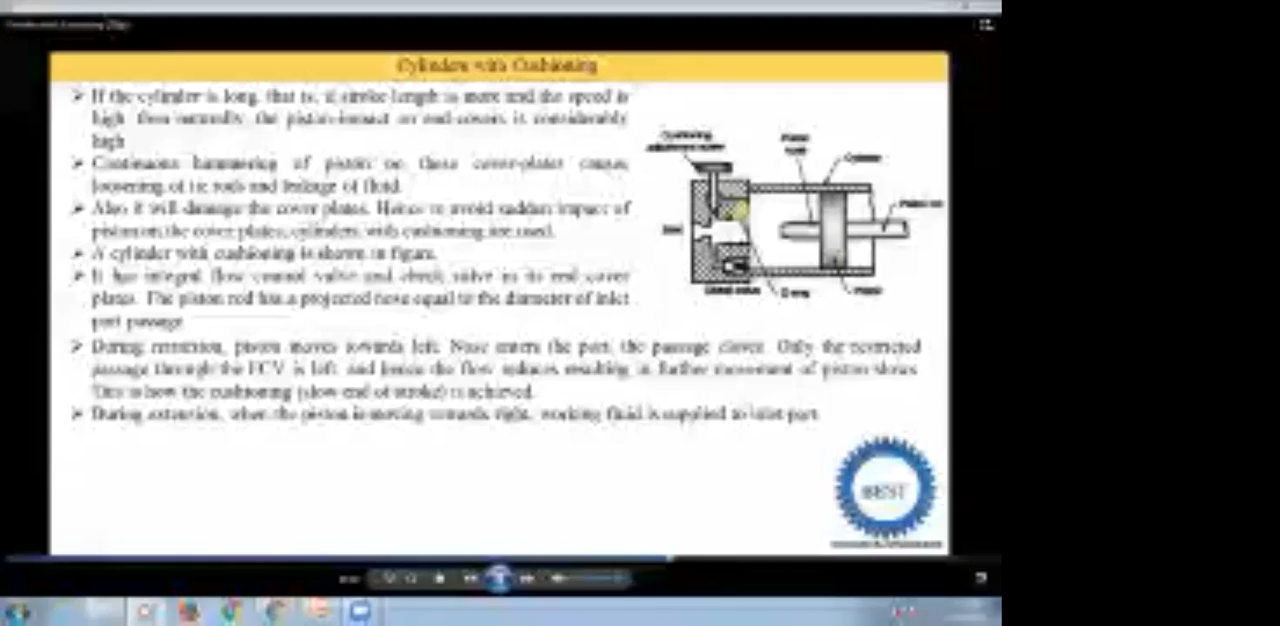 Cylinders with Cushioning
➢ If the cylinder is long, that is, if stroke length is more and the speed is
high then naturally, the piston-impact on end-covers is considerably
high
➢ Continuous hammering of piston on these cover-plates causes
loosening of tie rods and leakage of fluid.
➢ Also it will damage the cover plates. Hence to avoid sudden impact of
piston on the cover plates, cylinders with cushioning are used.
➢ A cylinder with cushioning is shown in figure.
➢ It has integral flow control valve and check valve in its end cover
plates. The piston rod has a projected nose equal to the diameter of inlet
port passage
Cushioning
Cylinder
Piston
➢ During retraction, piston moves towards left. Nose enters the port, the passage closes. Only the restricted
passage through the FCV is left, and hence the flow reduces resulting in further movement of piston slows.
This is how the cushioning (slow end of stroke) is achieved.
➢ During extension, when the piston is moving towards right, working fluid is supplied to inlet port
BEST